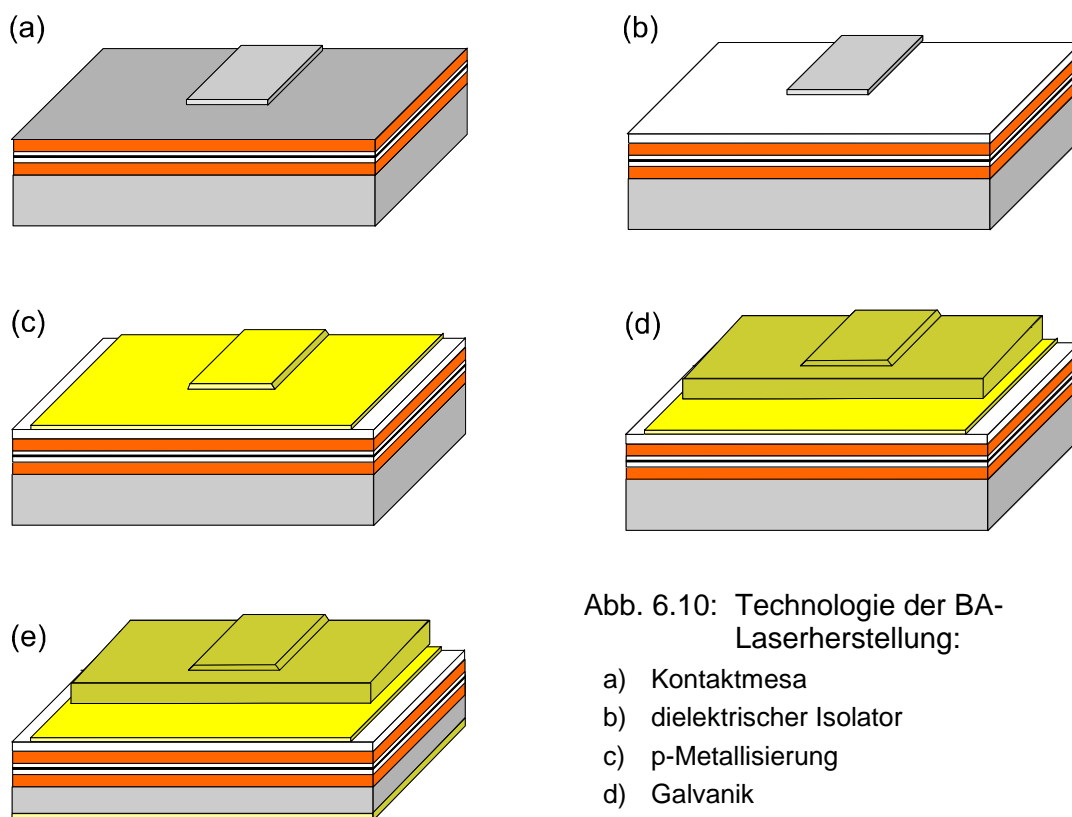 (a)
(b)
(c)
(d)
(e)
Abb. 6.10: Technologie der BA-
Laserherstellung:
a) Kontaktmesa
b) dielektrischer Isolator
c) p-Metallisierung
d) Galvanik